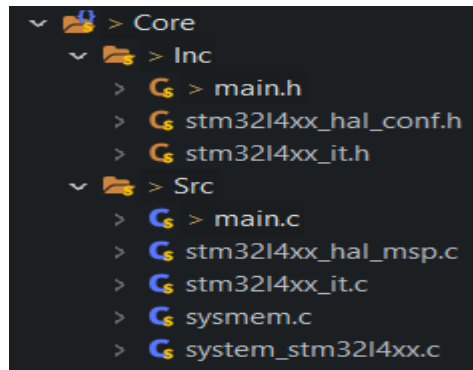 > Core
> Inc
> main.h
stm32l4xx_hal_conf.h
stm32l4xx_it.h
> Src
> main.c
stm32l4xx_hal_msp.c
stm32l4xx_it.c
sysmem.c
system_stm32l4xx.c